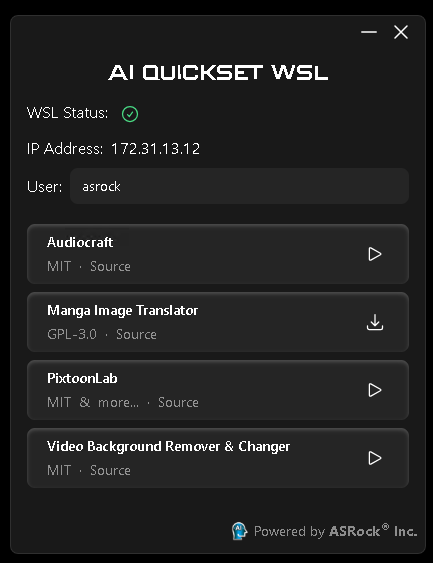 AI QUICKSET WSL
WSL Status:
IP Address: 172.31.13.12
User: asrock
Audiocraft
MIT · Source
Manga Image Translator
GPL-3.0 · Source
PixtoonLab
MIT & more... · Source
Video Background Remover & Changer
MIT · Source
Powered by ASRock® Inc.